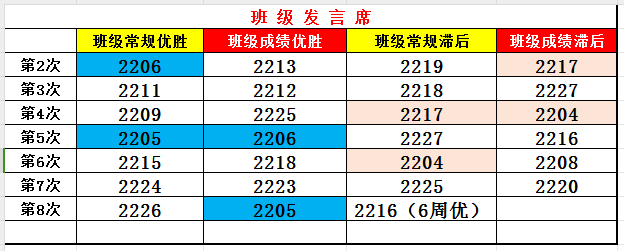 班级发言席
班级常规优胜 班级成绩优胜 班级常规滞后 班级成绩滞后
第2次 2206 2213 2219 2217
第3次 2211 2212 2218 2227
第4次 2209 2225 2217 2204
第5次 2205 2206 2227 2216
第6次 2215 2218 2204 2208
第7次 2224 2223 2225 2220
第8次 2226 2205 2216（6周优）